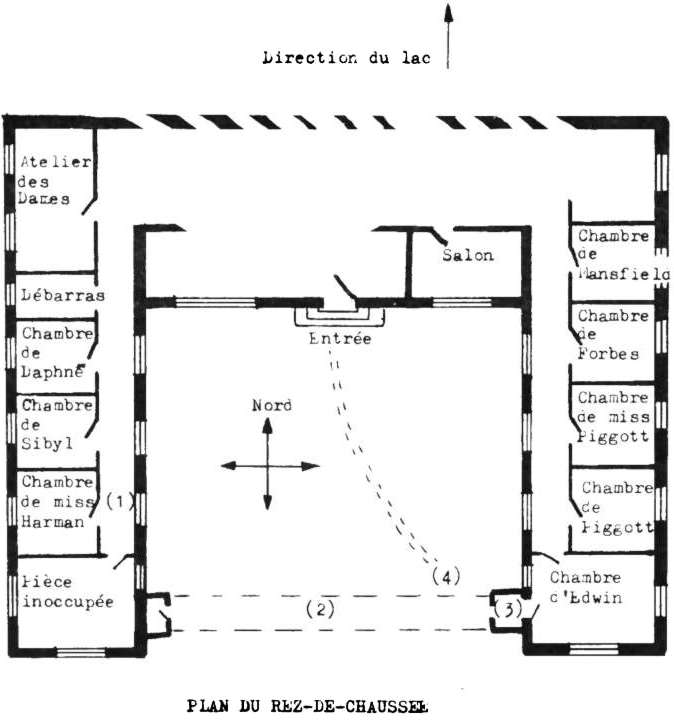 Direction du lac
Atelier
des
Dames
Débarras
Chambre
de
Daphné
Chambre
de
Sibyl
Chambre
de miss
Harman
(1)
Pièce
inoccupée
Salon
Entrée
Nord
(4)
(2)
(3)
Chambre
de
Mansfield
Chambre
de
Forbes
Chambre
de miss
Piggott
Chambre
de
Piggott
Chambre
d'Edwin
PLAN DU REZ-DE-CHAUSSEE